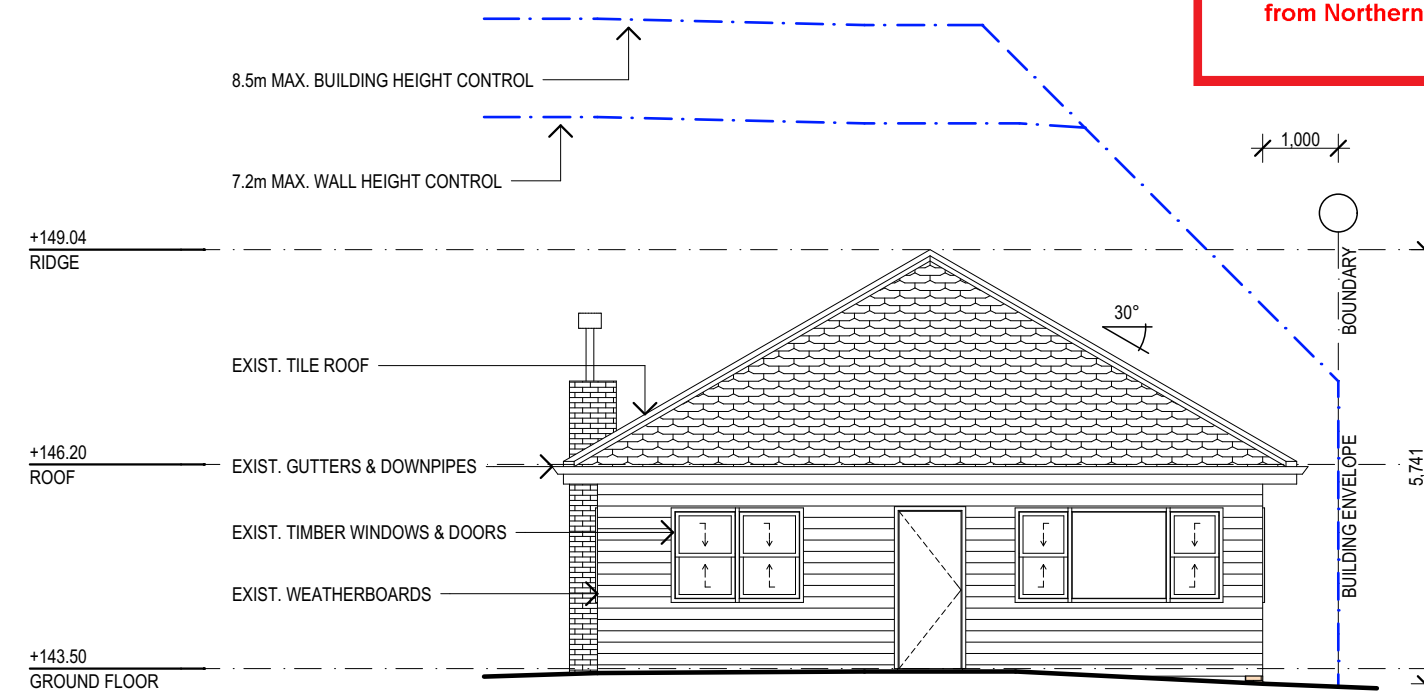 from Northern
8.5m MAX. BUILDING HEIGHT CONTROL
7.2m MAX. WALL HEIGHT CONTROL
1,000
+149.04
RIDGE
BOUNDARY
30°
EXIST. TILE ROOF
+146.20
ROOF
EXIST. GUTTERS & DOWNPIPES
5,741
BUILDING ENVELOPE
EXIST. TIMBER WINDOWS & DOORS
EXIST. WEATHERBOARDS
+143.50
GROUND FLOOR